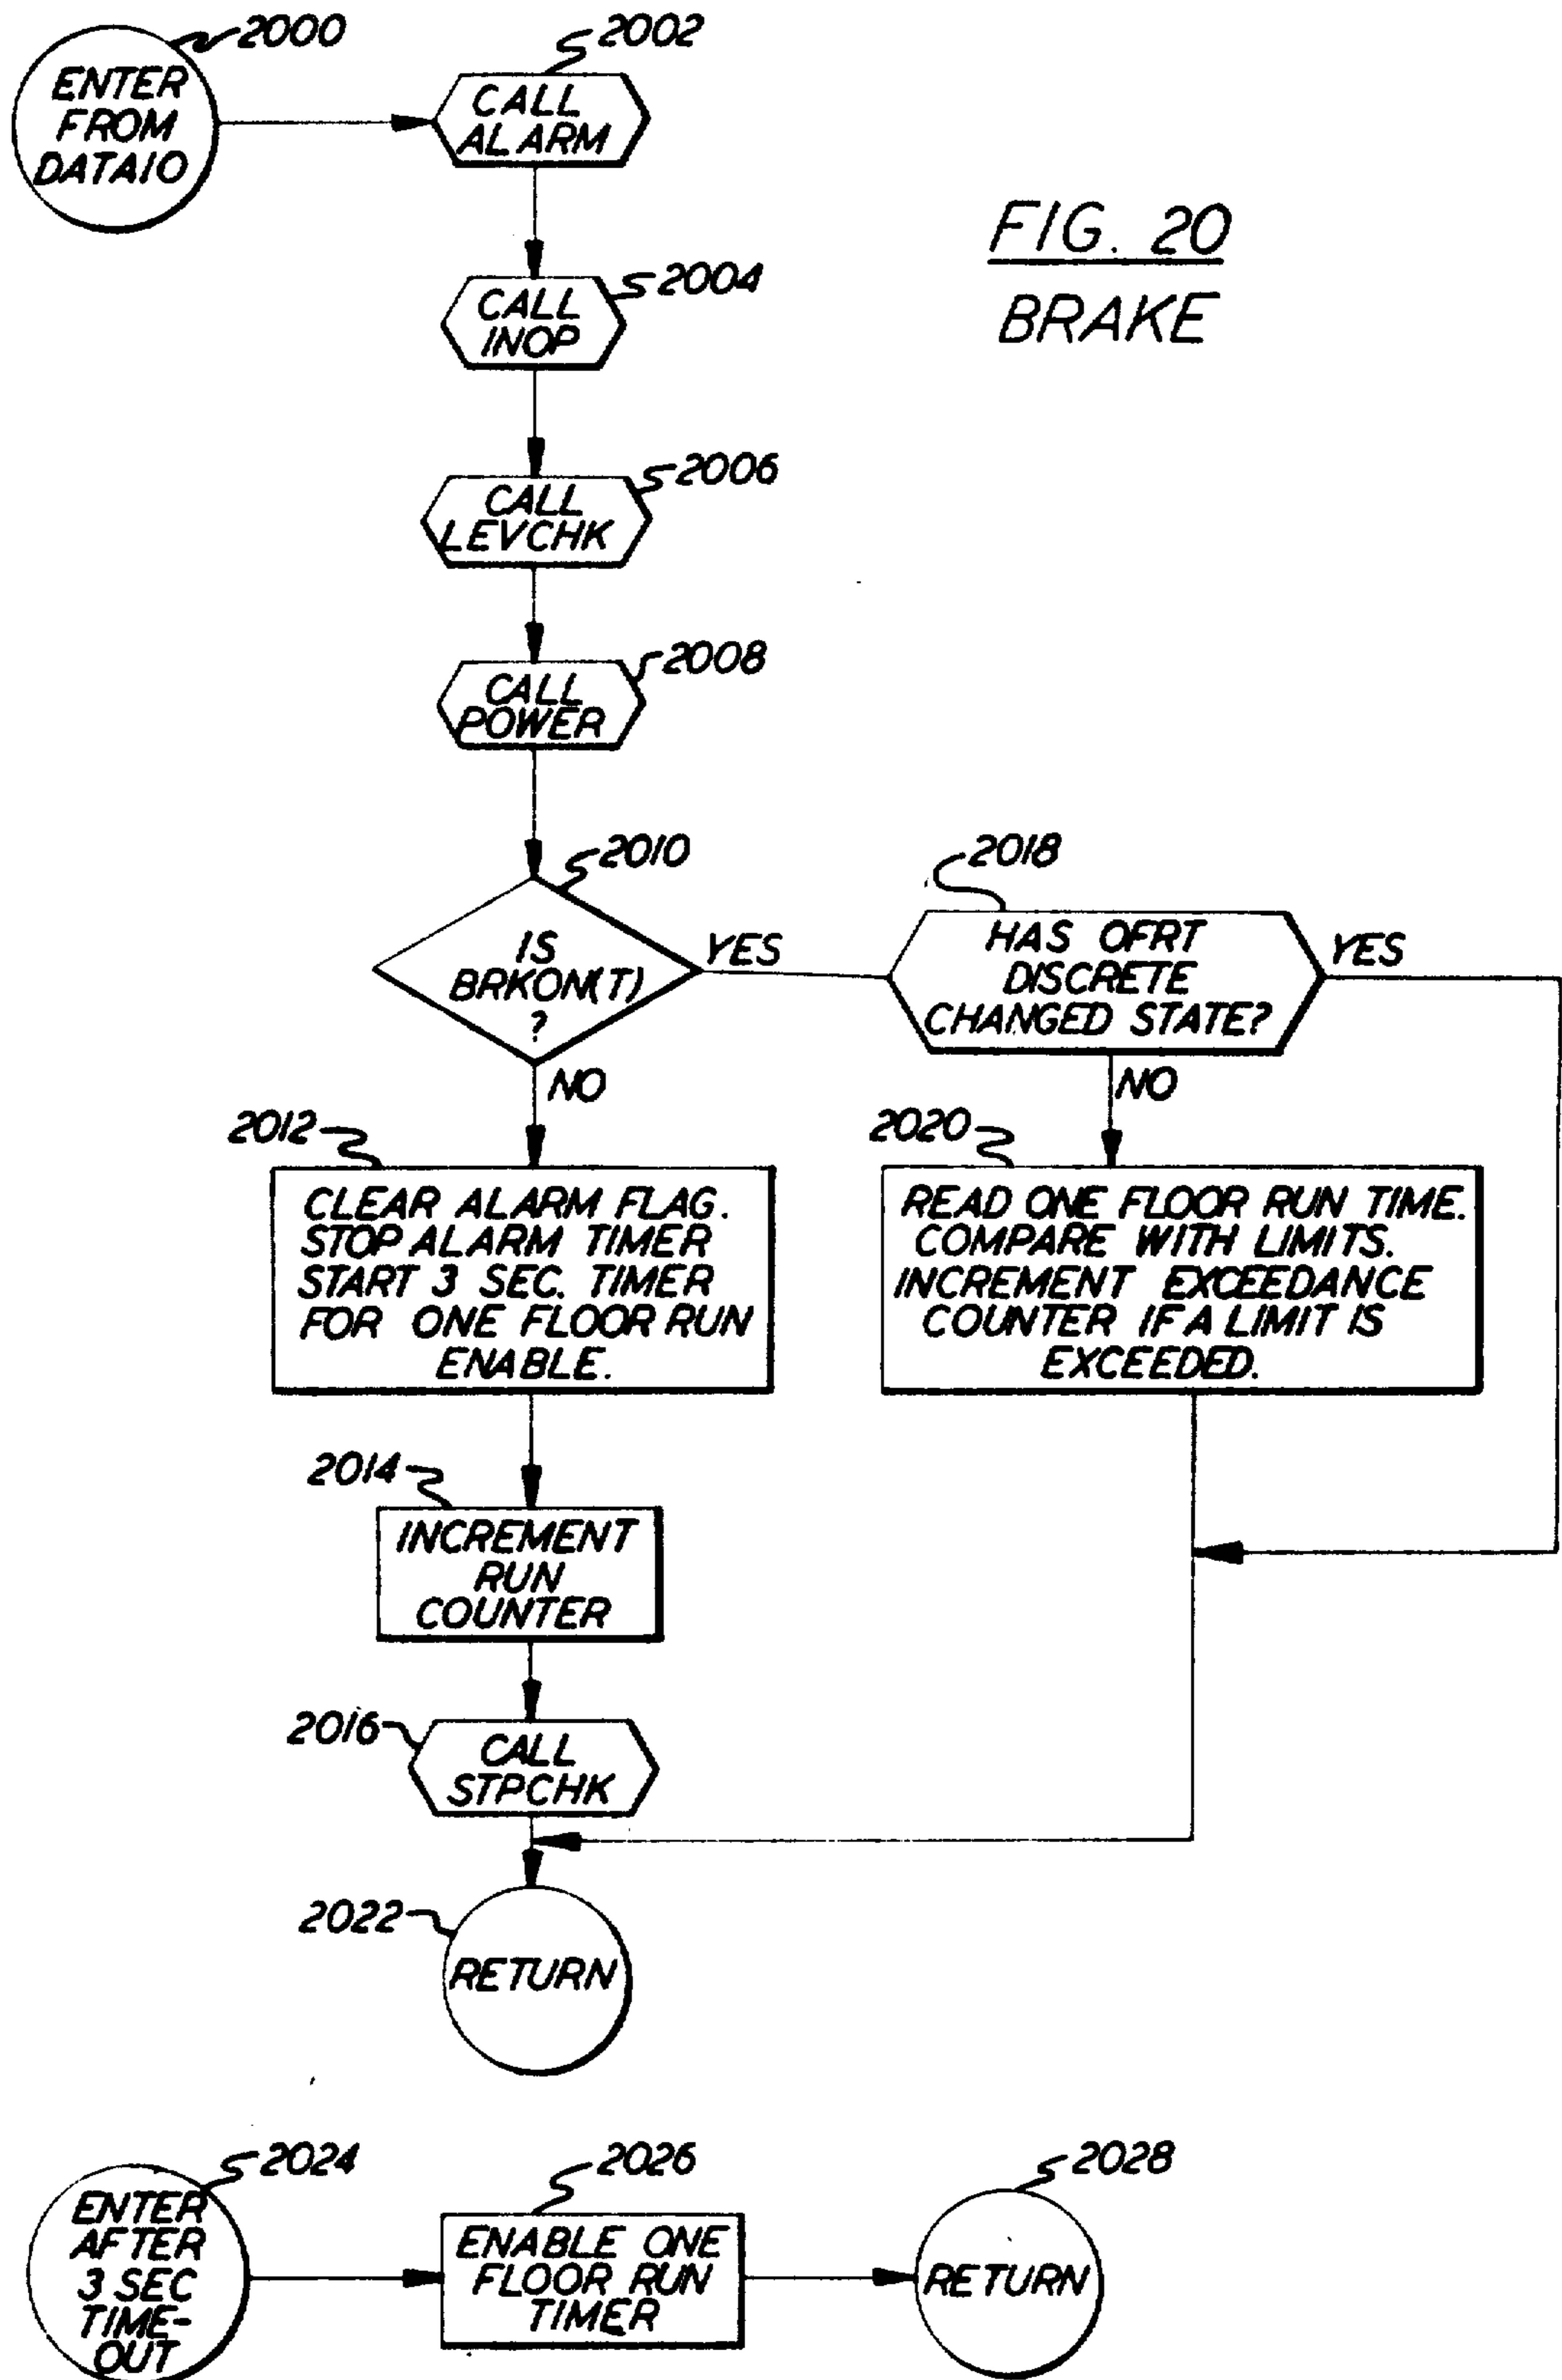 2000
ENTER
FROM
DATAIO
2002
CALL
ALARM
FIG. 20
BRAKE
2004
CALL
INOP
2006
CALL
LEVCHK
2008
CALL
POWER
2010
IS
BRKON(T)
?
YES
NO
2018
HAS OFRT
DISCRETE
CHANGED STATE?
YES
NO
2012
CLEAR ALARM FLAG.
STOP ALARM TIMER
START 3 SEC. TIMER
FOR ONE FLOOR RUN
ENABLE.
2020
READ ONE FLOOR RUN TIME.
COMPARE WITH LIMITS.
INCREMENT EXCEEDANCE
COUNTER IF A LIMIT IS
EXCEEDED.
2014
INCREMENT
RUN
COUNTER
2016
CALL
STPCHK
2022
RETURN
2024
ENTER
AFTER
3 SEC
TIME-
OUT
2026
ENABLE ONE
FLOOR RUN
TIMER
2028
RETURN